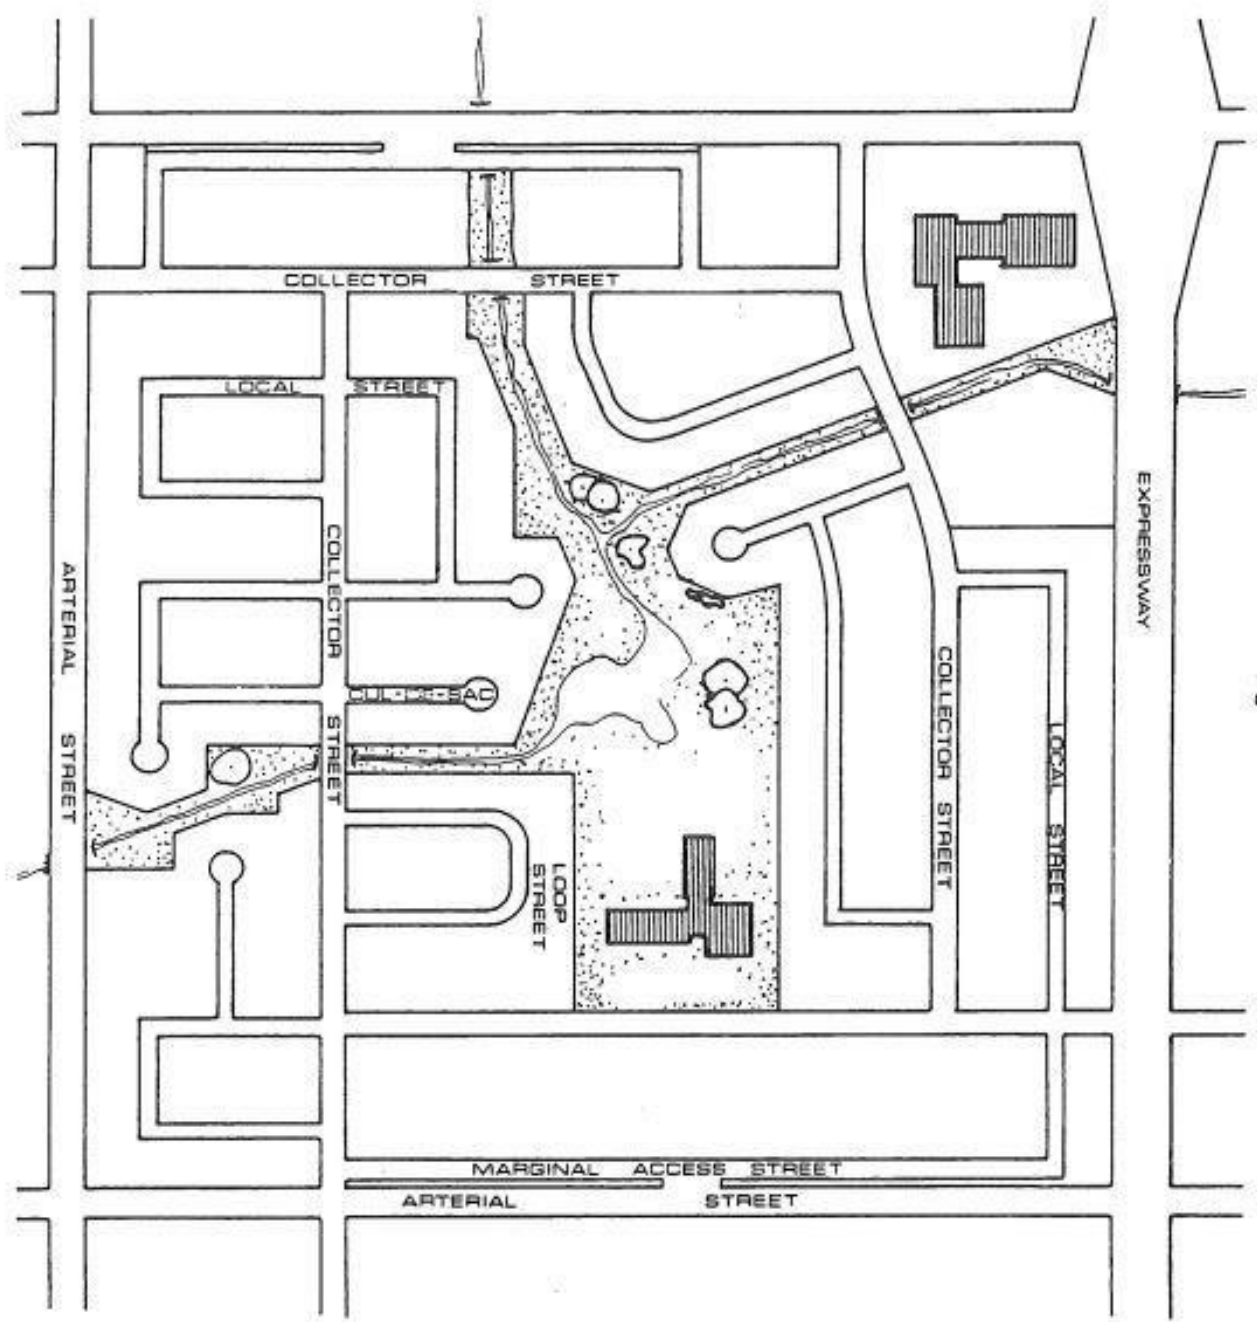 COLLECTOR STREET
LOCAL STREET
COLLECTOR STREET
ARTERIAL STREET
EXPRESSWAY
CUL-DE-SAC
COLLECTOR STREET
LOCAL STREET
LOOP
STREET
MARGINAL ACCESS STREET
ARTERIAL STREET